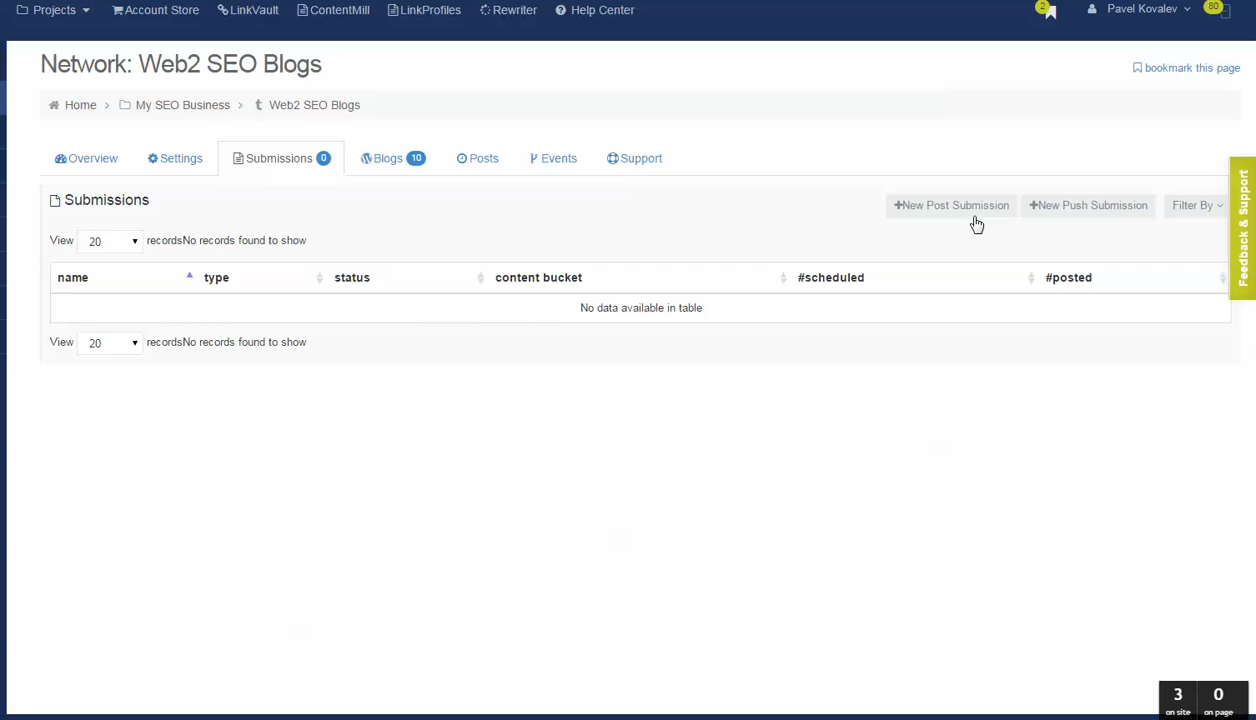 Projects Account Store LinkVault ContentMill LinkProfiles Rewriter Help Center 2 Pavel Kovalev 80
Network: Web2 SEO Blogs
bookmark this page
Home My SEO Business Web2 SEO Blogs
Overview Settings Submissions 0 Blogs 10 Posts Events Support
Submissions
+New Post Submission +New Push Submission Filter By
Feedback & Support
View 20 recordsNo records found to show
name type status content bucket #scheduled #posted
No data available in table
View 20 recordsNo records found to show
3 0
on site on page